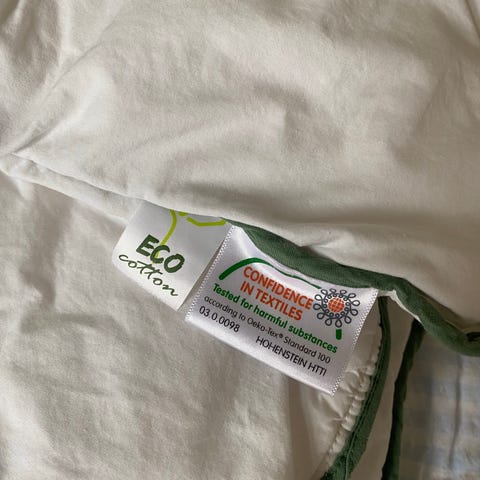 ECO
cotton
CONFIDENCE
IN TEXTILES
Tested for harmful substances
according to Oeko-Tex® Standard 100
03.0.0098 HOHENSTEIN HTTI